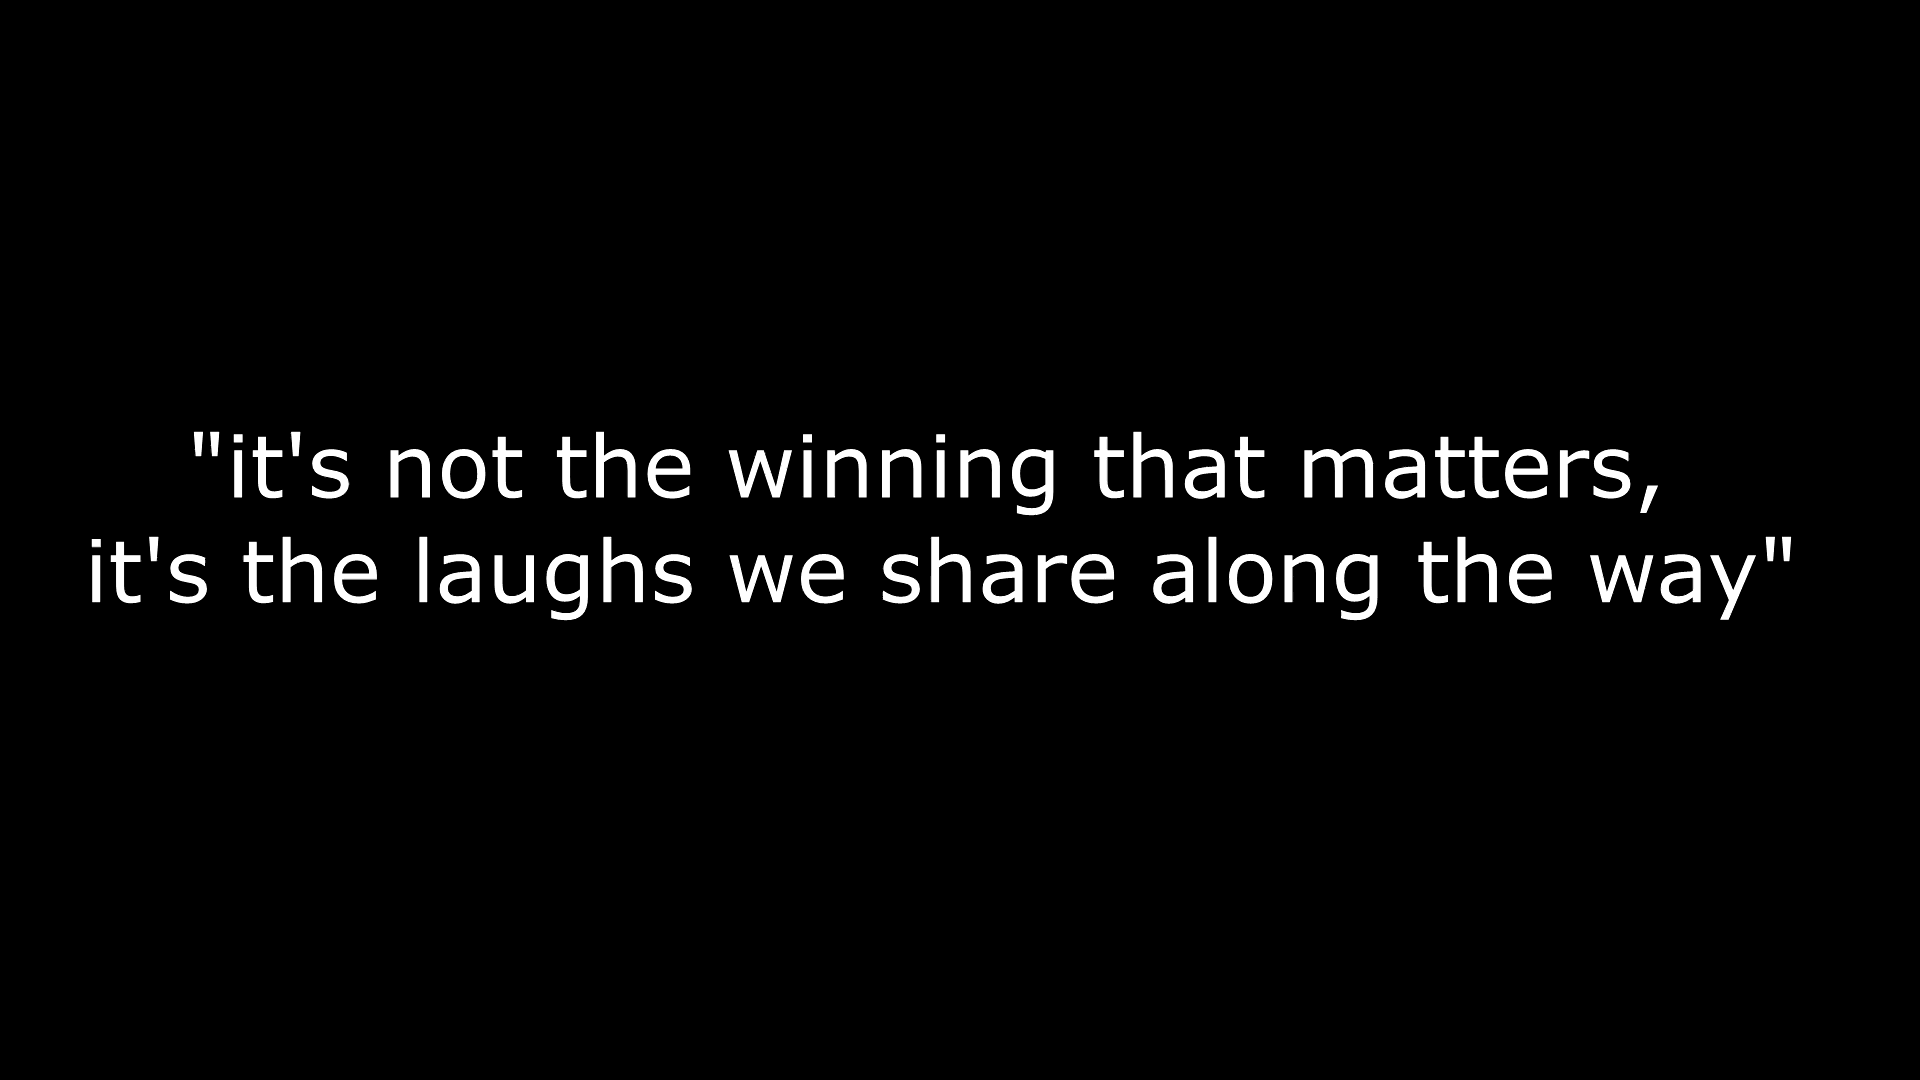 "it's not the winning that matters,
it's the laughs we share along the way"